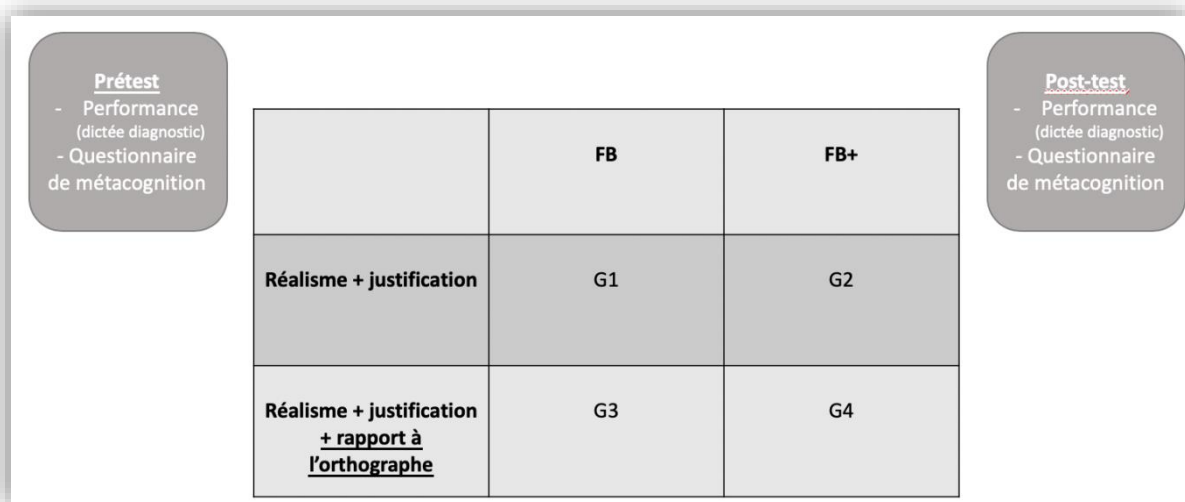 Prétest
- Performance
(dictée diagnostic)
- Questionnaire
de métacognition
FB FB+
Réalisme + justification G1 G2
Réalisme + justification G3 G4
+ rapport à
l'orthographe
Post-test
- Performance
(dictée diagnostic)
- Questionnaire
de métacognition